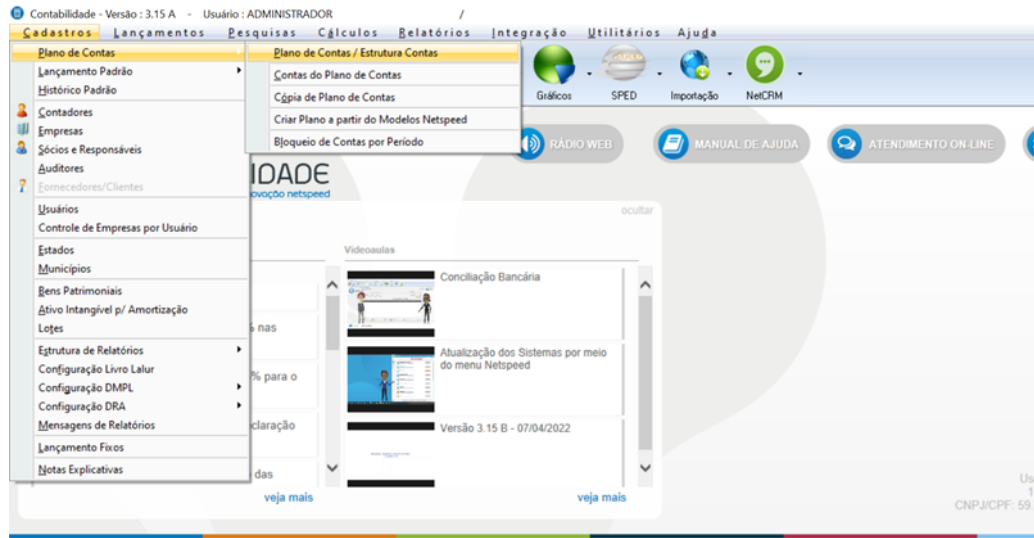 Contabilidade - Versão : 3.15 A - Usuário : ADMINISTRADOR /
Cadastros Lançamentos Pesquisas Cálculos Relatórios Integração Utilitários Ajuda
Plano de Contas
Lançamento Padrão
Histórico Padrão
Contadores
Empresas
Sócios e Responsáveis
Auditores
Fornecedores/Clientes
Usuários
Controle de Empresas por Usuário
Estados
Municípios
Bens Patrimoniais
Ativo Intangível p/ Amortização
Lotes
Estrutura de Relatórios
Configuração Livro Lalur
Configuração DMPL
Configuração DRA
Mensagens de Relatórios
Lançamento Fixos
Notas Explicativas
Plano de Contas / Estrutura Contas
Contas do Plano de Contas
Cópia de Plano de Contas
Criar Plano a partir do Modelos Netspeed
Bloqueio de Contas por Período
Gráficos SPED Importação NetCRM
RÁDIO WEB MANUAL DE AJUDA ATENDIMENTO ON-LINE
IDADE
ovação netspeed
ocultar
Videoaulas
nas
% para o
claração
das
veja mais
Conciliação Bancária
Atualização dos Sistemas por meio
do menu Netspeed
Versão 3.15 B - 07/04/2022
veja mais
Us
1
CNPJ/CPF: 59.